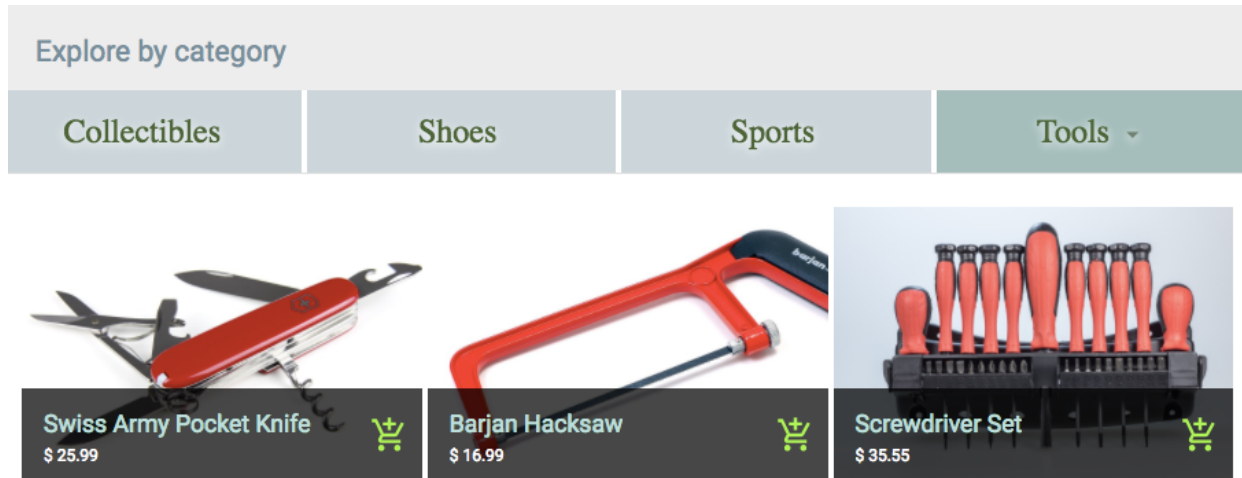 Explore by category
Collectibles
Shoes
Sports
Tools
barjan
Swiss Army Pocket Knife
$ 25.99
Barjan Hacksaw
$ 16.99
Screwdriver Set
$ 35.55